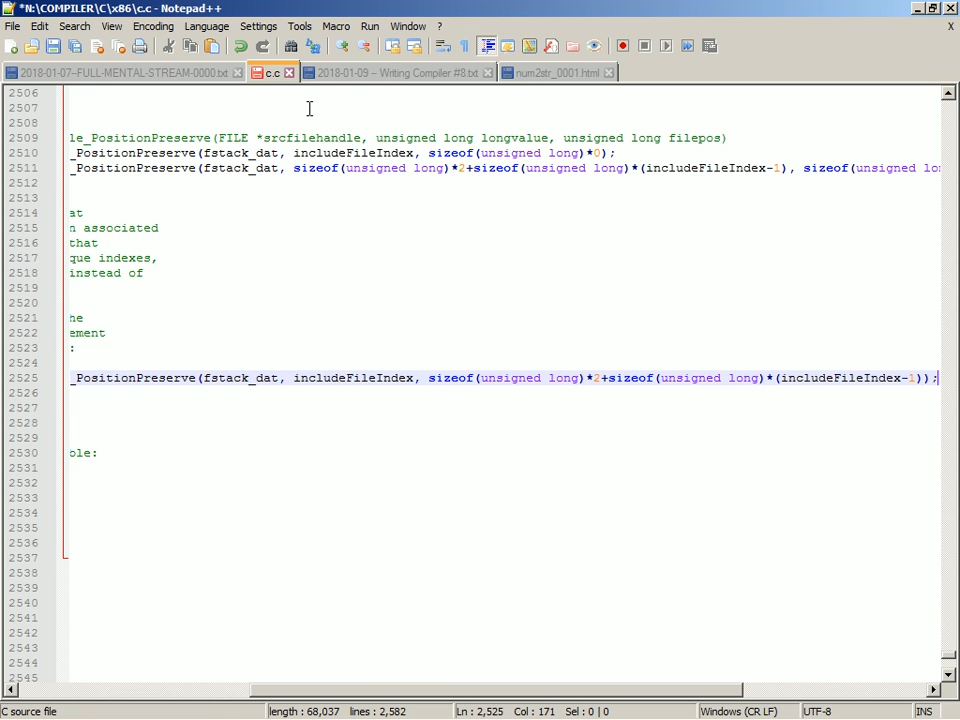 *N:\COMPILER\C\x86\c.c - Notepad++
File Edit Search View Encoding Language Settings Tools Macro Run Window ? X
2018-01-07--FULL-MENTAL-STREAM-0000.txt c.c 2018-01-09 -- Writing Compiler #8.txt num2str_0001.html
2506
2507
2508
2509 le_PositionPreserve(FILE *srcfilehandle, unsigned long longvalue, unsigned long filepos)
2510 _PositionPreserve(fstack_dat, includeFileIndex, sizeof(unsigned long)*0);
2511 _PositionPreserve(fstack_dat, sizeof(unsigned long)*2+sizeof(unsigned long)*(includeFileIndex-1), sizeof(unsigned lo
2512
2513
2514 at
2515 n associated
2516 that
2517 que indexes,
2518 instead of
2519
2520
2521 he
2522 ement
2523 :
2524
2525 _PositionPreserve(fstack_dat, includeFileIndex, sizeof(unsigned long)*2+sizeof(unsigned long)*(includeFileIndex-1));
2526
2527
2528
2529
2530 ole:
2531
2532
2533
2534
2535
2536
2537
2538
2539
2540
2541
2542
2543
2544
2545
C source file length : 68,037 lines : 2,582 Ln : 2,525 Col : 171 Sel : 0 | 0 Windows (CR LF) UTF-8 INS